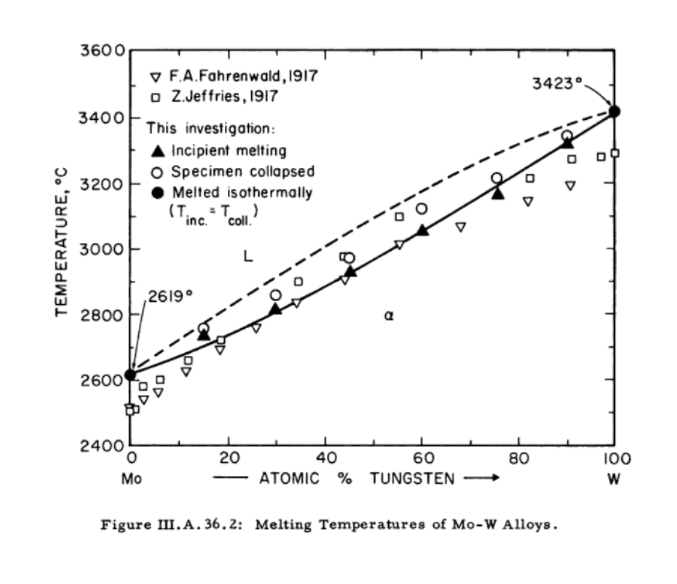 3600
3400
3200
3000
2800
2600
2400
TEMPERATURE, °C
▽ F.A.Fahrenwald, 1917
□ Z.Jeffries, 1917
This investigation:
▲ Incipient melting
○ Specimen collapsed
● Melted isothermally
(Tinc. = Tcoll.)
3423°
L
2619°
α
0 20 40 60 80 100
Mo — ATOMIC % TUNGSTEN → W
Figure III.A.36.2: Melting Temperatures of Mo-W Alloys.